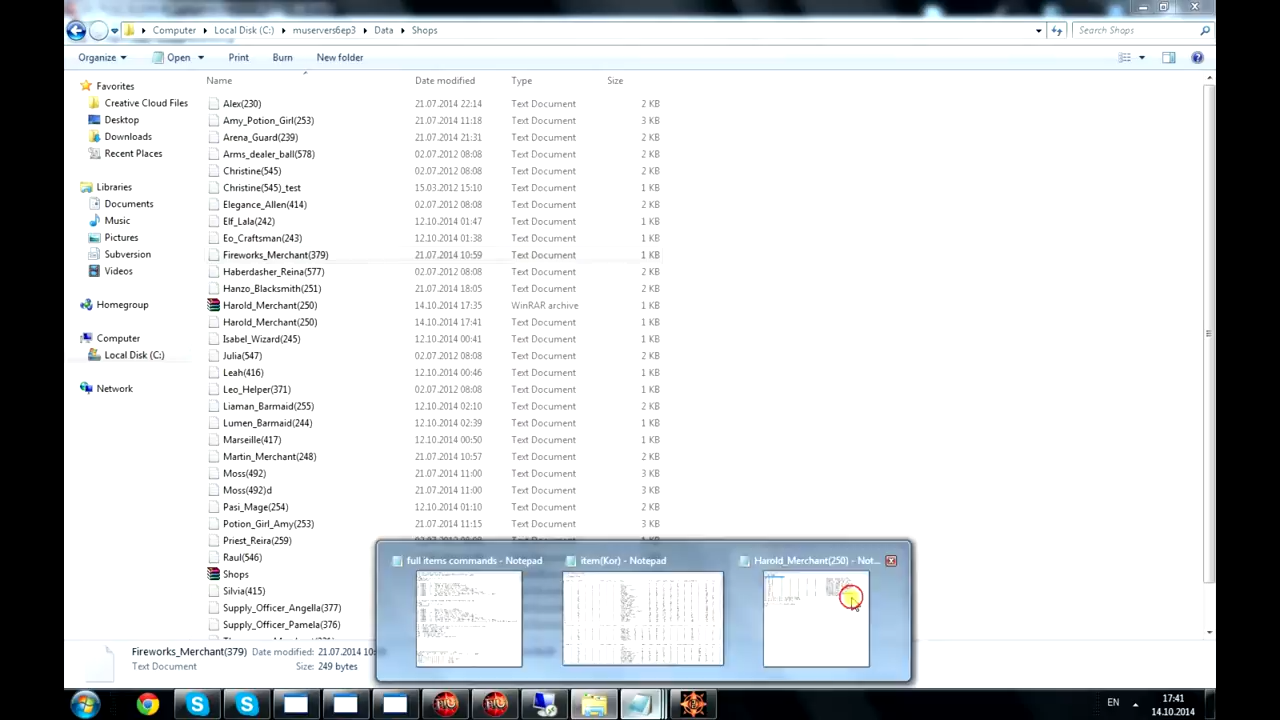 Computer Local Disk (C:) muservers6ep3 Data Shops Search Shops
Organize Open Print Burn New folder
Name Date modified Type Size
Favorites
Creative Cloud Files
Desktop
Downloads
Recent Places
Libraries
Documents
Music
Pictures
Subversion
Videos
Homegroup
Computer
Local Disk (C:)
Network
Alex(230) 21.07.2014 22:14 Text Document 2 KB
Amy_Potion_Girl(253) 21.07.2014 11:18 Text Document 3 KB
Arena_Guard(239) 21.07.2014 21:31 Text Document 2 KB
Arms_dealer_ball(578) 02.07.2012 08:08 Text Document 2 KB
Christine(545) 02.07.2012 08:08 Text Document 2 KB
Christine(545)_test 15.03.2012 15:10 Text Document 1 KB
Elegance_Allen(414) 02.07.2012 08:08 Text Document 2 KB
Elf_Lala(242) 12.10.2014 01:47 Text Document 1 KB
Eo_Craftsman(243) 12.10.2014 01:38 Text Document 1 KB
Fireworks_Merchant(379) 21.07.2014 10:59 Text Document 1 KB
Haberdasher_Reina(577) 02.07.2012 08:08 Text Document 2 KB
Hanzo_Blacksmith(251) 21.07.2014 18:05 Text Document 1 KB
Harold_Merchant(250) 14.10.2014 17:35 WinRAR archive 1 KB
Harold_Merchant(250) 14.10.2014 17:41 Text Document 1 KB
Isabel_Wizard(245) 12.10.2014 00:41 Text Document 1 KB
Julia(547) 02.07.2012 08:08 Text Document 2 KB
Leah(416) 12.10.2014 00:46 Text Document 1 KB
Leo_Helper(371) 02.07.2012 08:08 Text Document 1 KB
Liaman_Barmaid(255) 12.10.2014 02:10 Text Document 1 KB
Lumen_Barmaid(244) 12.10.2014 02:39 Text Document 1 KB
Marseille(417) 12.10.2014 00:50 Text Document 1 KB
Martin_Merchant(248) 21.07.2014 10:57 Text Document 1 KB
Moss(492) 21.07.2014 11:00 Text Document 3 KB
Moss(492)d 21.07.2014 11:00 Text Document 3 KB
Pasi_Mage(254) 12.10.2014 01:10 Text Document 1 KB
Potion_Girl_Amy(253) 21.07.2014 11:15 Text Document 3 KB
Priest_Reira(259)
Raul(546)
Shops
Silvia(415)
Supply_Officer_Angella(377)
Supply_Officer_Pamela(376)
full items commands - Notepad
item(Kor) - Notepad
Harold_Merchant(250) - Not...
Fireworks_Merchant(379) Date modified: 21.07.2014 10:
Text Document Size: 249 bytes
EN
17:41
14.10.2014